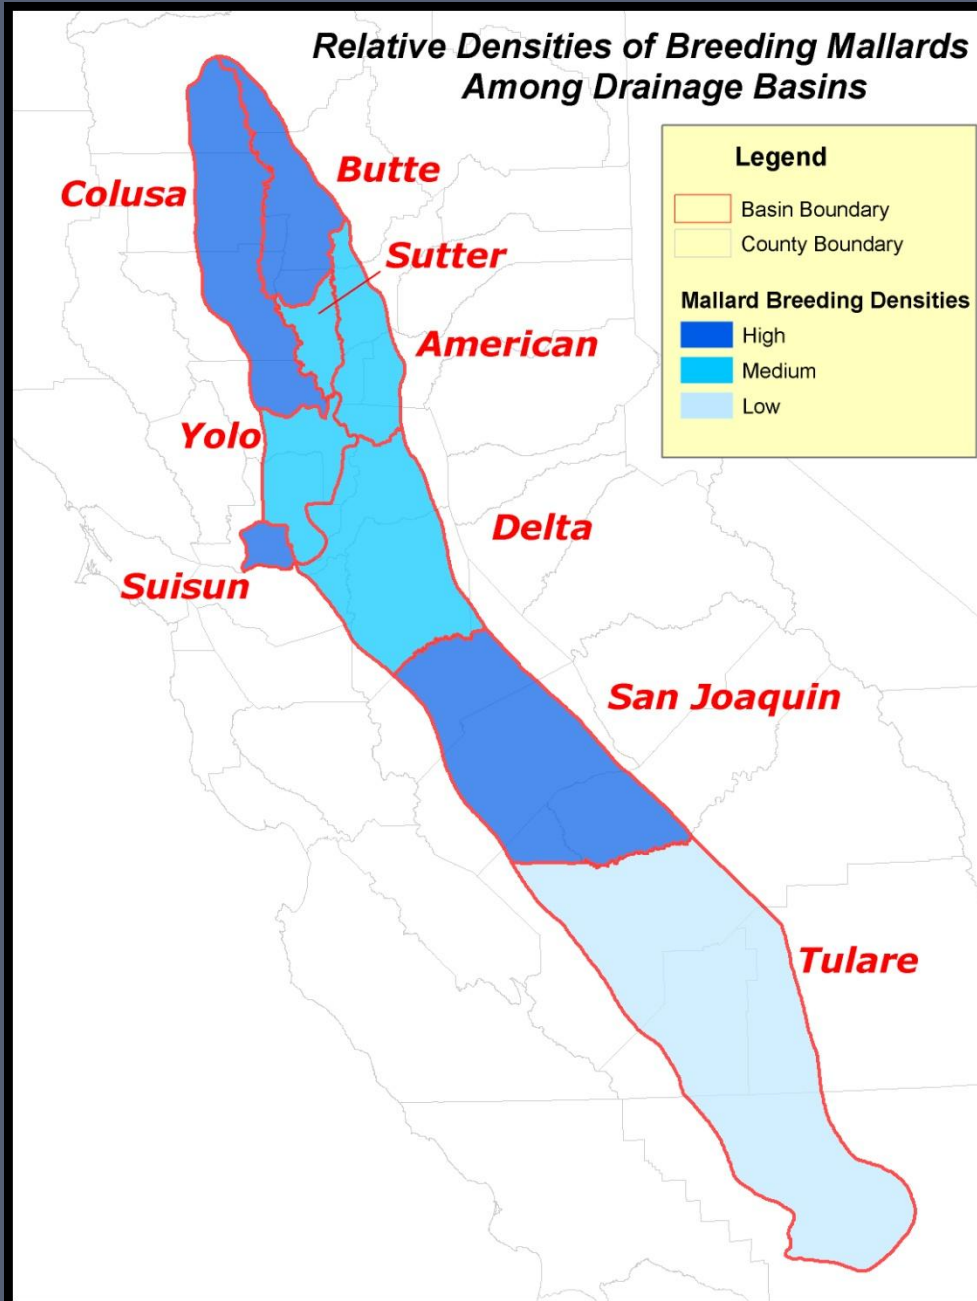 Relative Densities of Breeding Mallards
Among Drainage Basins
Legend
Basin Boundary
County Boundary
Mallard Breeding Densities
High
Medium
Low
Butte
Colusa
Sutter
American
Yolo
Delta
Suisun
San Joaquin
Tulare